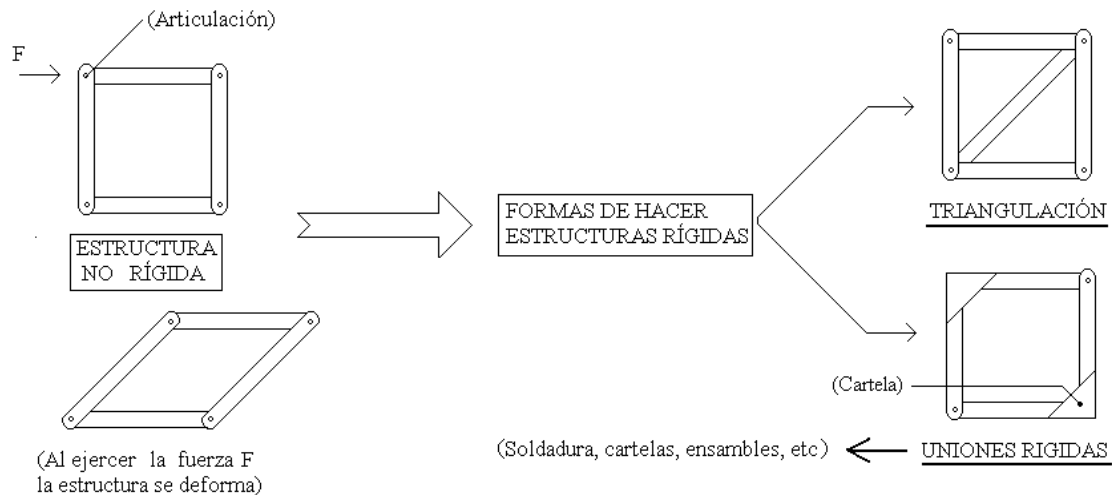 (Articulación)
F
ESTRUCTURA
NO RÍGIDA
(Al ejercer la fuerza F
la estructura se deforma)
FORMAS DE HACER
ESTRUCTURAS RÍGIDAS
TRIANGULACIÓN
(Cartela)
UNIONES RIGIDAS
(Soldadura, cartelas, ensambles, etc)